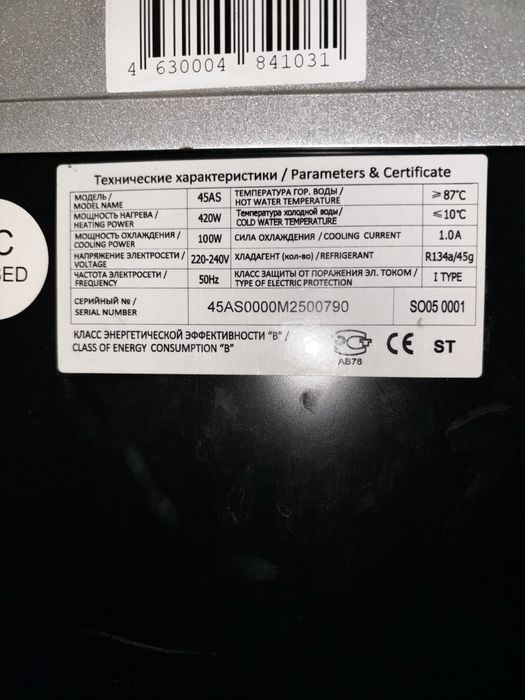 4 630004 841031
Технические характеристики / Parameters & Certificate
МОДЕЛЬ / MODEL NAME 45AS ТЕМПЕРАТУРА ГОР. ВОДЫ / HOT WATER TEMPERATURE ≥87°C
МОЩНОСТЬ НАГРЕВА / HEATING POWER 420W Температура холодной воды/ COLD WATER TEMPERATURE ≤10°C
МОЩНОСТЬ ОХЛАЖДЕНИЯ / COOLING POWER 100W СИЛА ОХЛАЖДЕНИЯ / COOLING CURRENT 1.0A
НАПРЯЖЕНИЕ ЭЛЕКТРОСЕТИ / VOLTAGE 220-240V ХЛАДАГЕНТ (кол-во) /REFRIGERANT R134a/45g
ЧАСТОТА ЭЛЕКТРОСЕТИ / FREQUENCY 50Hz КЛАСС ЗАЩИТЫ ОТ ПОРАЖЕНИЯ ЭЛ. ТОКОМ / TYPE OF ELECTRIC PROTECTION I TYPE
СЕРИЙНЫЙ № / SERIAL NUMBER 45AS0000M2500790 SO05 0001
КЛАСС ЭНЕРГЕТИЧЕСКОЙ ЭФФЕКТИВНОСТИ "В" /
CLASS OF ENERGY CONSUMPTION "B"
РСТ CE ST
АВ76
C
SED